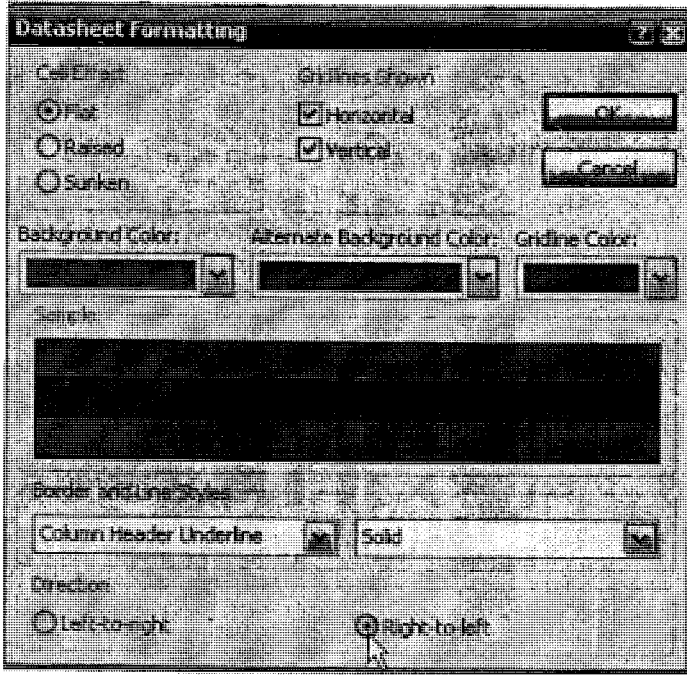 Datasheet Formatting
Cell Effect
Flat
Raised
Sunken
Gridlines Shown
Horizontal
Vertical
OK
Cancel
Background Color:
Alternate Background Color:
Gridline Color:
Sample:
Border and Line Styles
Column Header Underline
Solid
Direction
Left-to-right
Right-to-left